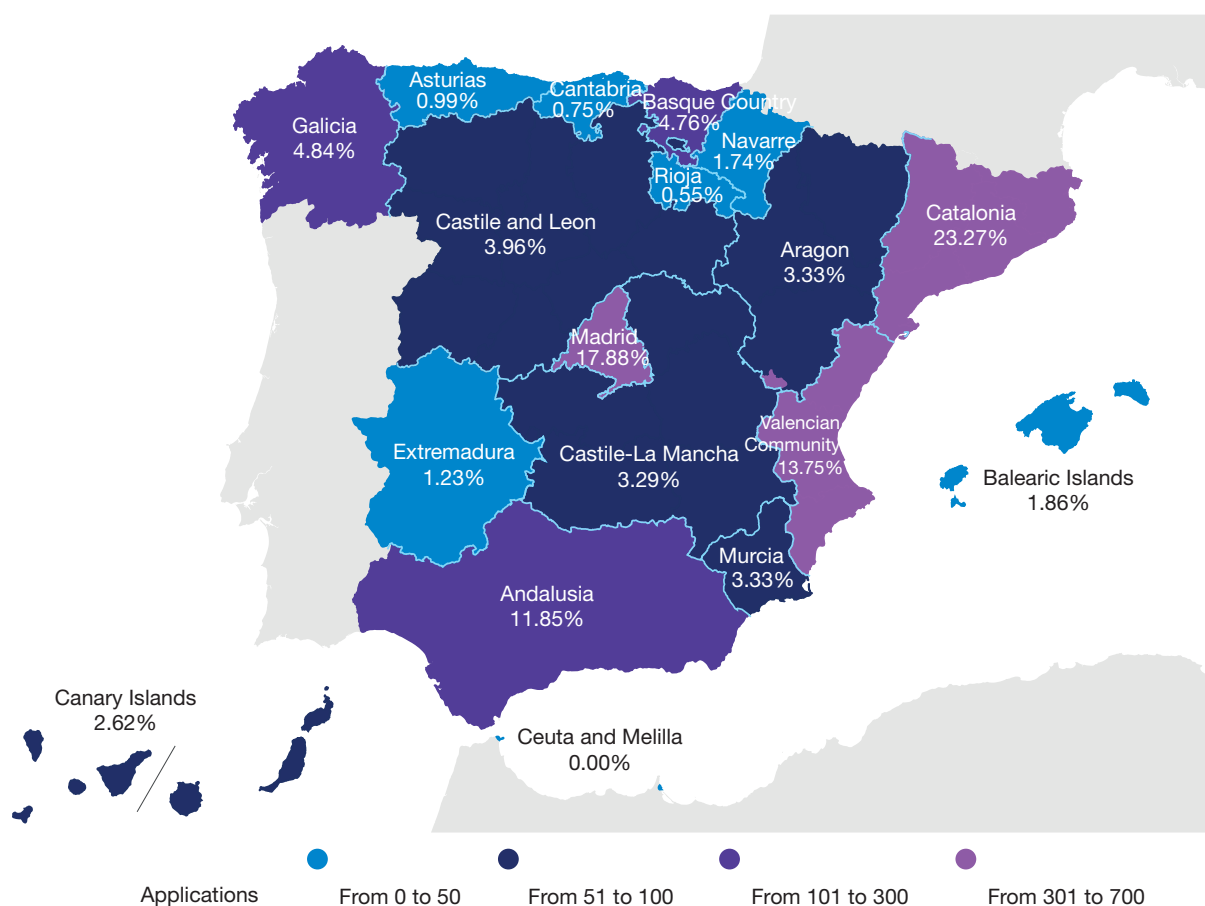 Asturias
0.99%
Cantabria
0.75%
Basque Country
4.76%
Galicia
4.84%
Navarre
1.74%
Rioja
0.55%
Castile and Leon
3.96%
Catalonia
23.27%
Aragon
3.33%
Madrid
17.88%
Valencian
Community
13.75%
Extremadura
1.23%
Castile-La Mancha
3.29%
Balearic Islands
1.86%
Murcia
3.33%
Andalusia
11.85%
Canary Islands
2.62%
Ceuta and Melilla
0.00%
Applications From 0 to 50 From 51 to 100 From 101 to 300 From 301 to 700